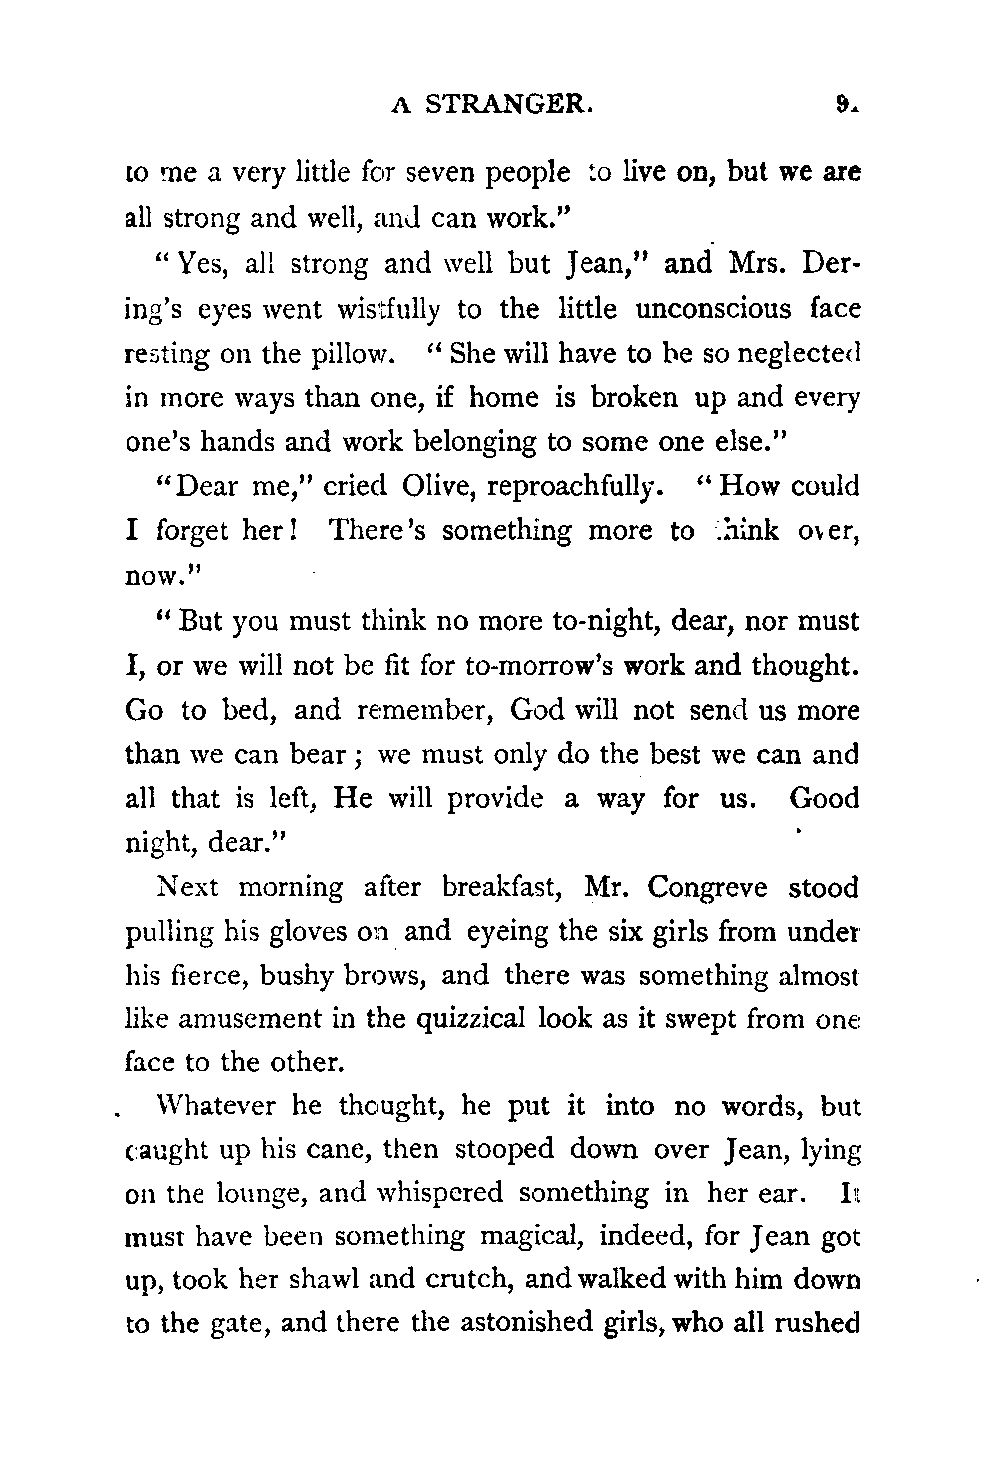 A STRANGER. 9.
to me a very little for seven people to live on, but we are
all strong and well, and can work."
"Yes, all strong and well but Jean," and Mrs. Der-
ing's eyes went wistfully to the little unconscious face
resting on the pillow. "She will have to be so neglected
in more ways than one, if home is broken up and every
one's hands and work belonging to some one else."
"Dear me," cried Olive, reproachfully. "How could
I forget her! There's something more to think over,
now."
"But you must think no more to-night, dear, nor must
I, or we will not be fit for to-morrow's work and thought.
Go to bed, and remember, God will not send us more
than we can bear; we must only do the best we can and
all that is left, He will provide a way for us. Good
night, dear."
Next morning after breakfast, Mr. Congreve stood
pulling his gloves on and eyeing the six girls from under
his fierce, bushy brows, and there was something almost
like amusement in the quizzical look as it swept from one
face to the other.
Whatever he thought, he put it into no words, but
caught up his cane, then stooped down over Jean, lying
on the lounge, and whispered something in her ear. It
must have been something magical, indeed, for Jean got
up, took her shawl and crutch, and walked with him down
to the gate, and there the astonished girls, who all rushed